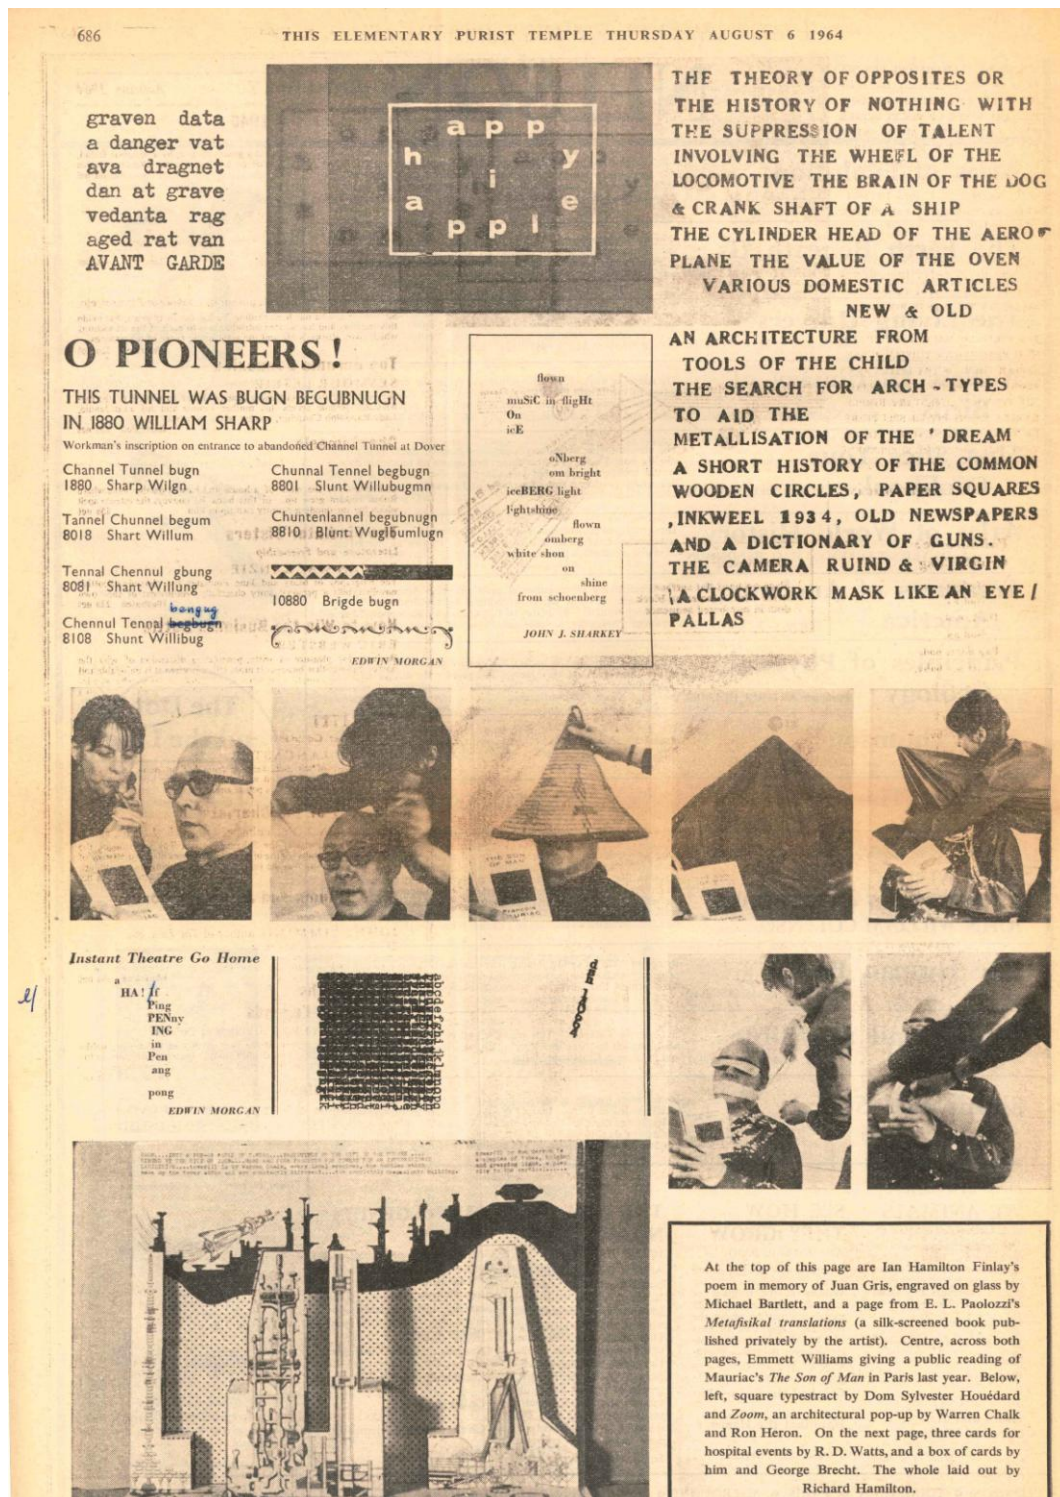 686
THIS ELEMENTARY PURIST TEMPLE THURSDAY AUGUST 6 1964
graven data
a danger vat
ava dragnet
dan at grave
vedanta rag
aged rat van
AVANT GARDE
a p p
h y
i
a e
p p l
THE THEORY OF OPPOSITES OR
THE HISTORY OF NOTHING WITH
THE SUPPRESSION OF TALENT
INVOLVING THE WHEEL OF THE
LOCOMOTIVE THE BRAIN OF THE DOG
& CRANK SHAFT OF A SHIP
THE CYLINDER HEAD OF THE AERO
PLANE THE VALUE OF THE OVEN
VARIOUS DOMESTIC ARTICLES
NEW & OLD
AN ARCHITECTURE FROM
TOOLS OF THE CHILD
THE SEARCH FOR ARCH-TYPES
TO AID THE
METALLISATION OF THE ' DREAM
A SHORT HISTORY OF THE COMMON
WOODEN CIRCLES, PAPER SQUARES
,INKWEEL 1934, OLD NEWSPAPERS
AND A DICTIONARY OF GUNS.
THE CAMERA RUIND & VIRGIN
\A CLOCKWORK MASK LIKE AN EYE /
PALLAS
O PIONEERS!
THIS TUNNEL WAS BUGN BEGUBNUGN
IN 1880 WILLIAM SHARP
Workman's inscription on entrance to abandoned Channel Tunnel at Dover
Channel Tunnel bugn
1880 Sharp Wilgn
Tannel Chunnel begum
8018 Shart Willum
Tennal Chennul gbung
8081 Shant Willung
bongug
Chennul Tennal begbugn
8108 Shunt Willibug
Chunnal Tennel begbugn
8801 Slunt Willubugmn
Chuntenlannel begubnugn
8810 Blunt Wuglbumlugn
10880 Brigde bugn
EDWIN MORGAN
flown
muSiC in fligHt
On
icE
oNberg
om bright
iceBERG light
lightshine
flown
omberg
white shon
on
shine
from schoenberg
JOHN J. SHARKEY
Instant Theatre Go Home
a
HA! If
Ping
PENny
ING
in
Pen
ang
pong
EDWIN MORGAN
At the top of this page are Ian Hamilton Finlay's
poem in memory of Juan Gris, engraved on glass by
Michael Bartlett, and a page from E. L. Paolozzi's
Metafisikal translations (a silk-screened book pub-
lished privately by the artist). Centre, across both
pages, Emmett Williams giving a public reading of
Mauriac's The Son of Man in Paris last year. Below,
left, square typestract by Dom Sylvester Houédard
and Zoom, an architectural pop-up by Warren Chalk
and Ron Heron. On the next page, three cards for
hospital events by R. D. Watts, and a box of cards by
him and George Brecht. The whole laid out by
Richard Hamilton.